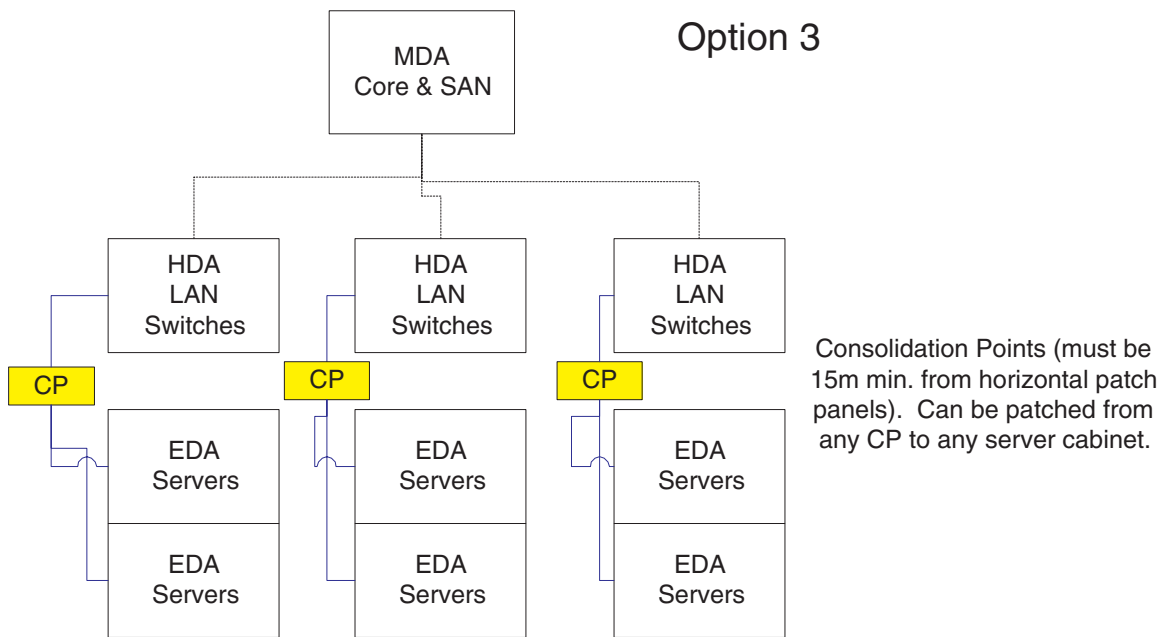 Option 3
MDA
Core & SAN
HDA
LAN
Switches
HDA
LAN
Switches
HDA
LAN
Switches
CP
CP
CP
Consolidation Points (must be
15m min. from horizontal patch
panels).  Can be patched from
any CP to any server cabinet.
EDA
Servers
EDA
Servers
EDA
Servers
EDA
Servers
EDA
Servers
EDA
Servers